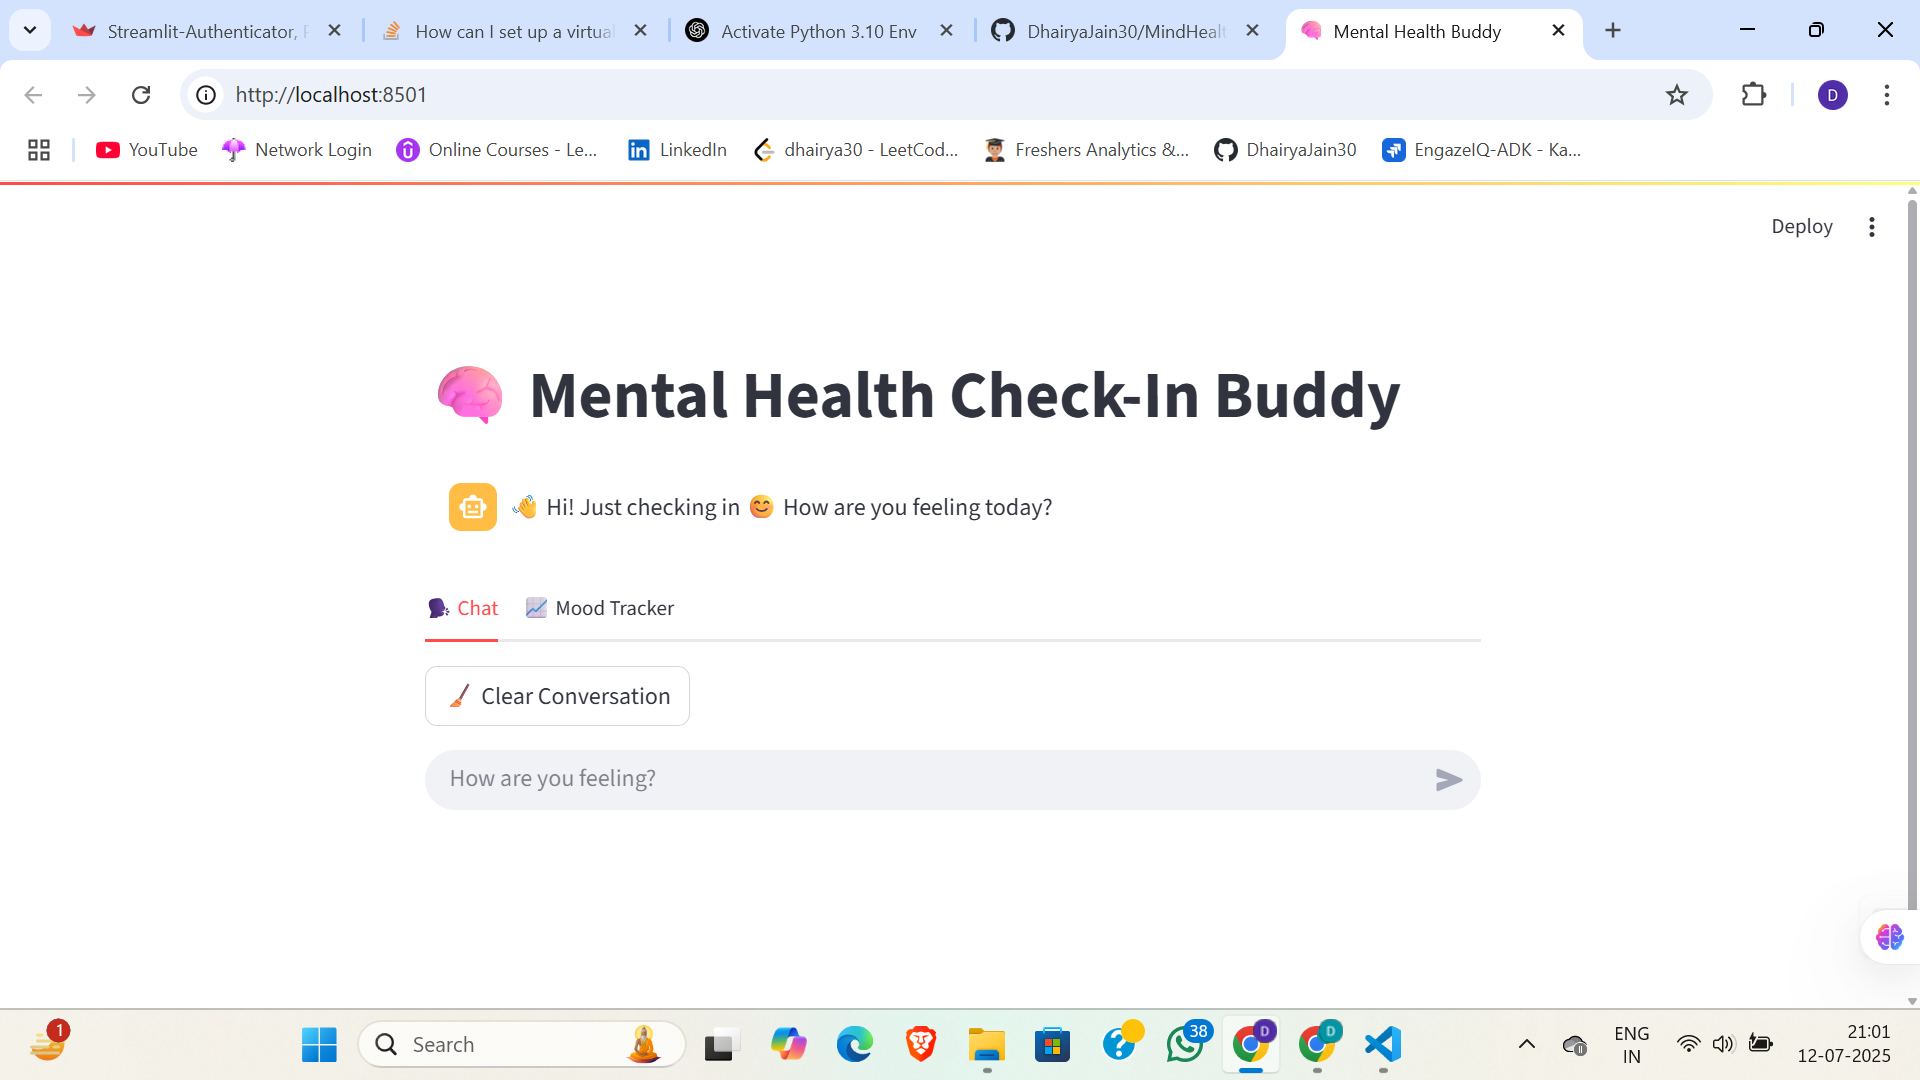 Streamlit-Authenticator, P
How can I set up a virtual
Activate Python 3.10 Env
DhairyaJain30/MindHealt
Mental Health Buddy
http://localhost:8501
D
YouTube
Network Login
Online Courses - Le...
LinkedIn
dhairya30 - LeetCod...
Freshers Analytics &...
DhairyaJain30
EngazeIQ-ADK - Ka...
Deploy
Mental Health Check-In Buddy
👋 Hi! Just checking in 😊 How are you feeling today?
Chat
Mood Tracker
Clear Conversation
How are you feeling?
1
Search
38
D
D
ENG
IN
21:01
12-07-2025